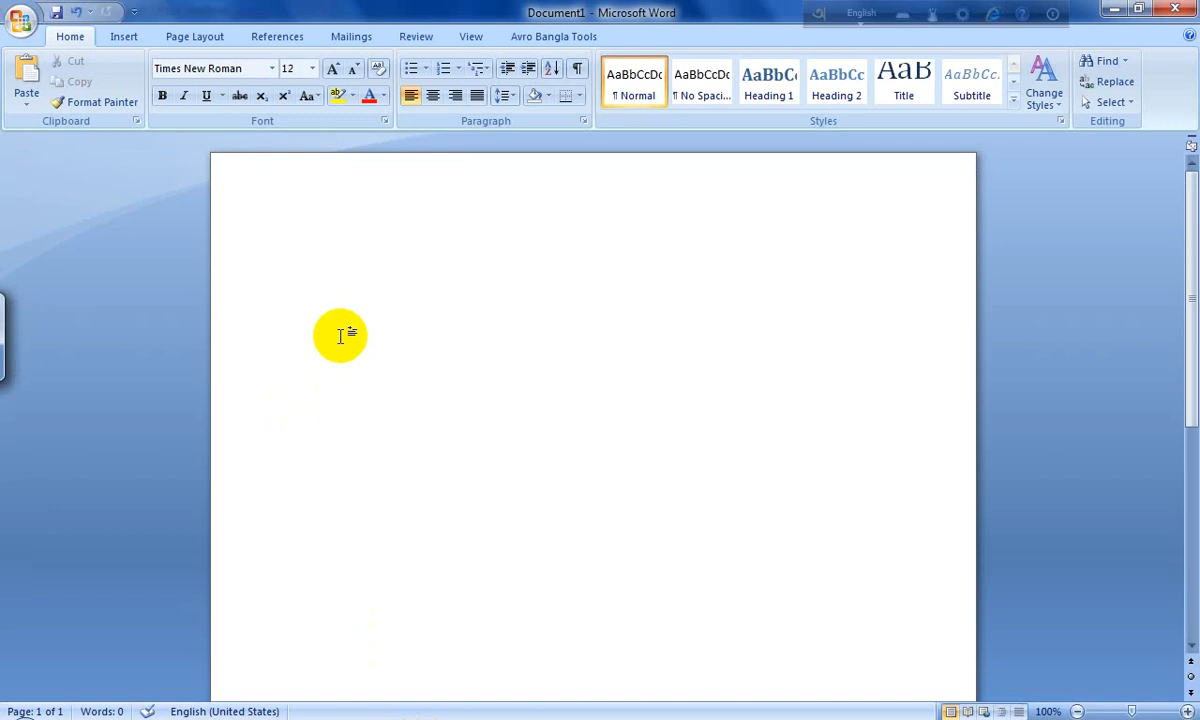 Document1 - Microsoft Word
English
Home Insert Page Layout References Mailings Review View Avro Bangla Tools
Paste
Cut
Copy
Format Painter
Clipboard
Times New Roman 12
Font
Paragraph
AaBbCcDc AaBbCcDc AaBbCc AaBbCc AaB AaBbCc.
¶ Normal ¶ No Spaci... Heading 1 Heading 2 Title Subtitle
Change
Styles
Styles
Find
Replace
Select
Editing
Page: 1 of 1 Words: 0 English (United States) 100%